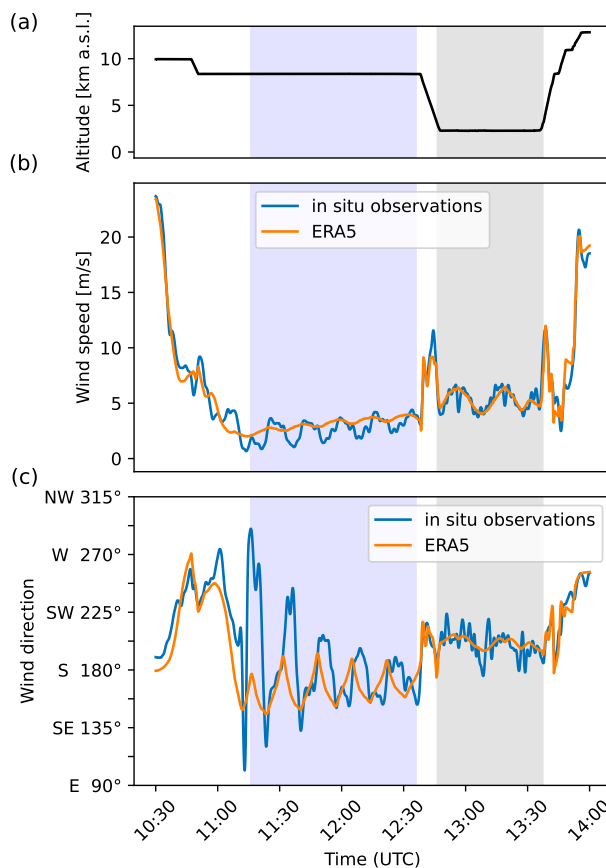 (a)
Altitude [km a.s.l.]
10
5
0
(b)
Wind speed [m/s]
20
15
10
5
0
in situ observations
ERA5
(c)
Wind direction
NW 315°
W 270°
SW 225°
S 180°
SE 135°
E 90°
in situ observations
ERA5
10:30
11:00
11:30
12:00
12:30
13:00
13:30
14:00
Time (UTC)